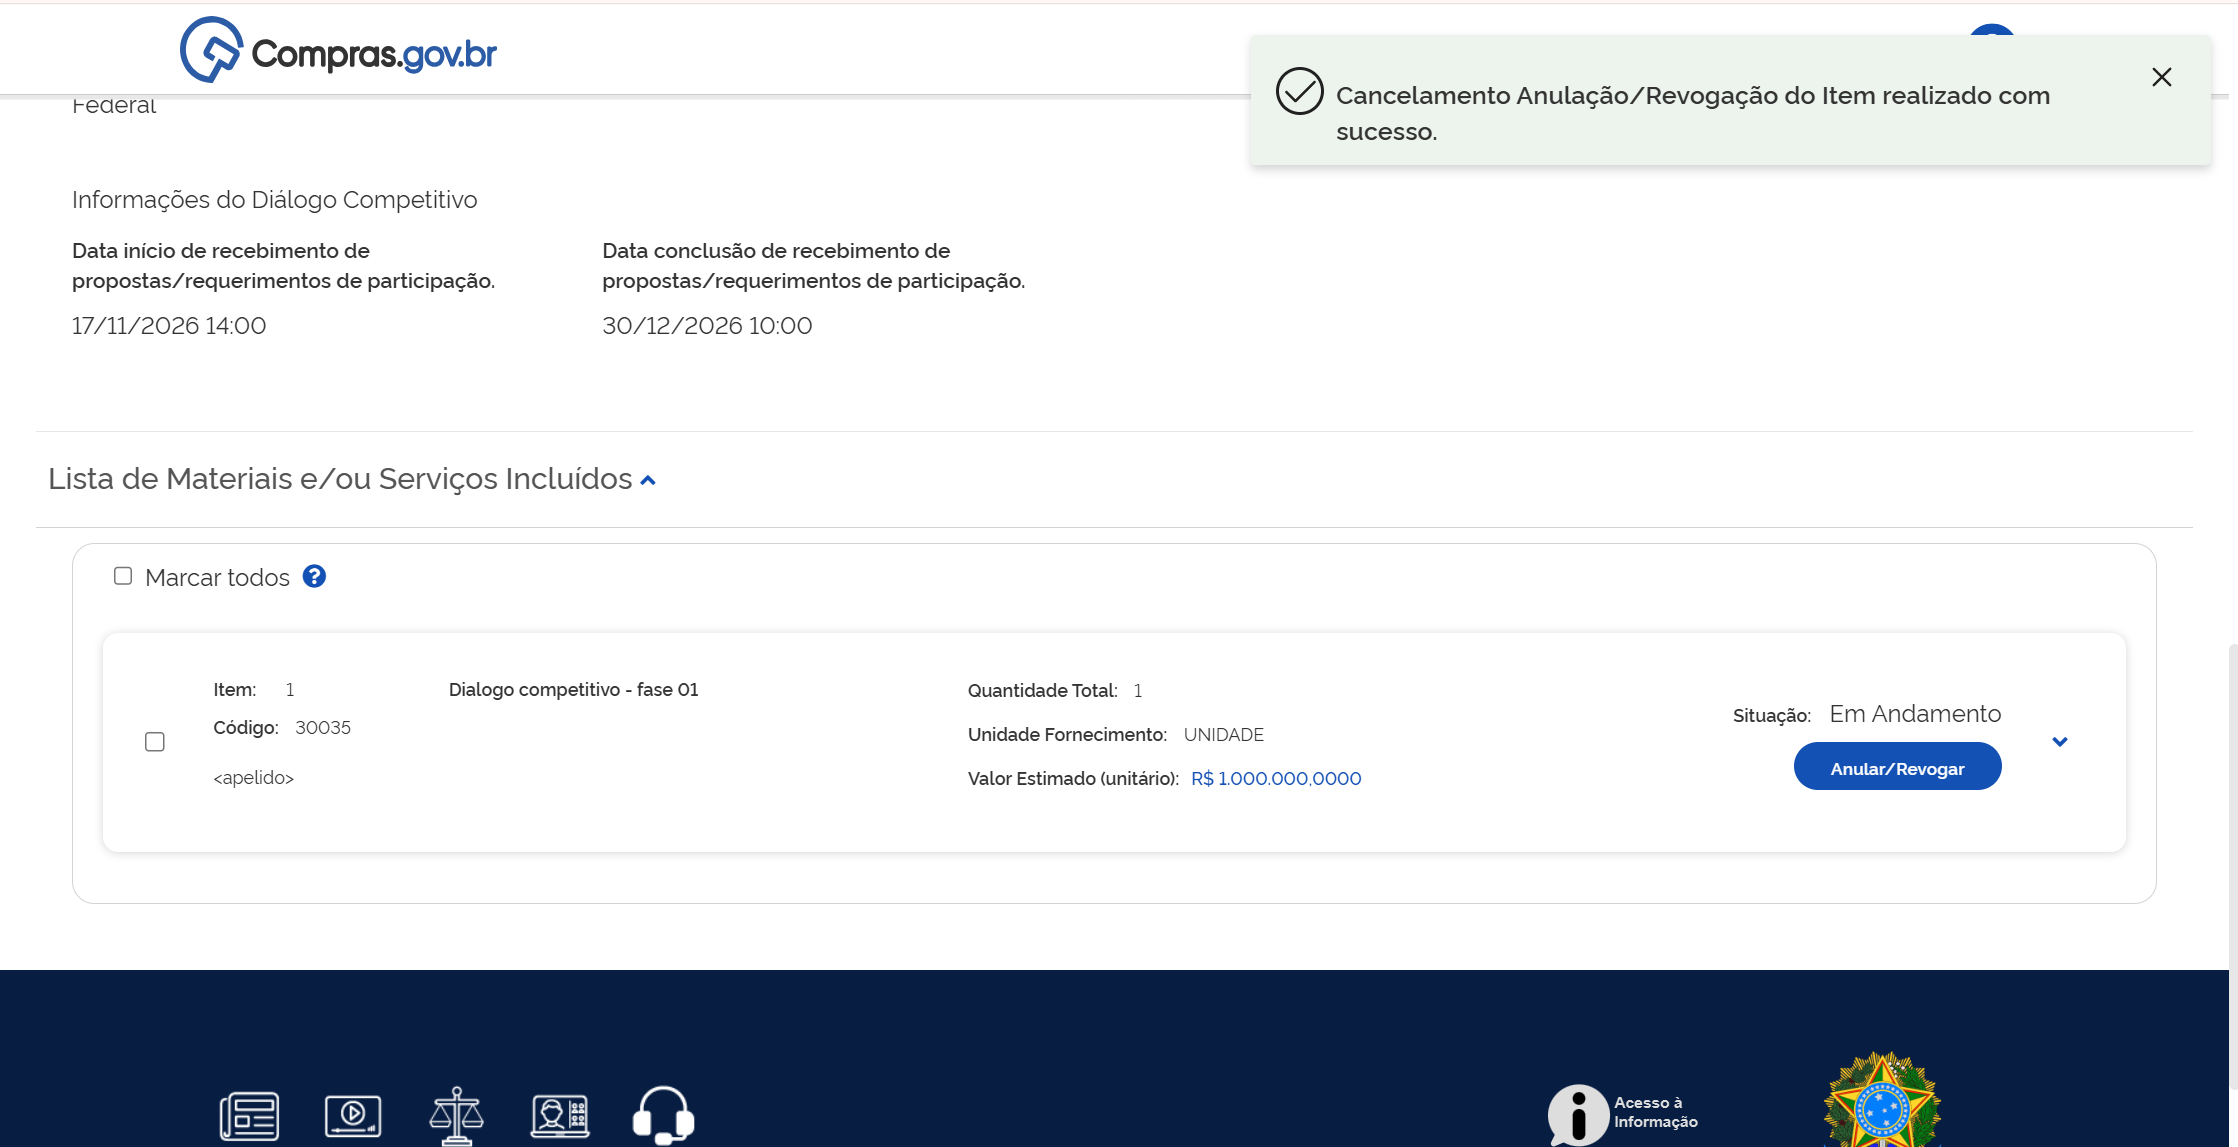 Compras.gov.br
Cancelamento Anulação/Revogação do Item realizado com
sucesso.
Federal
Informações do Diálogo Competitivo
Data início de recebimento de
propostas/requerimentos de participação.
17/11/2026 14:00
Data conclusão de recebimento de
propostas/requerimentos de participação.
30/12/2026 10:00
Lista de Materiais e/ou Serviços Incluídos
Marcar todos
Item: 1
Código: 30035
<apelido>
Dialogo competitivo - fase 01
Quantidade Total: 1
Unidade Fornecimento: UNIDADE
Valor Estimado (unitário): R$ 1.000.000,0000
Situação: Em Andamento
Anular/Revogar
Acesso à
Informação